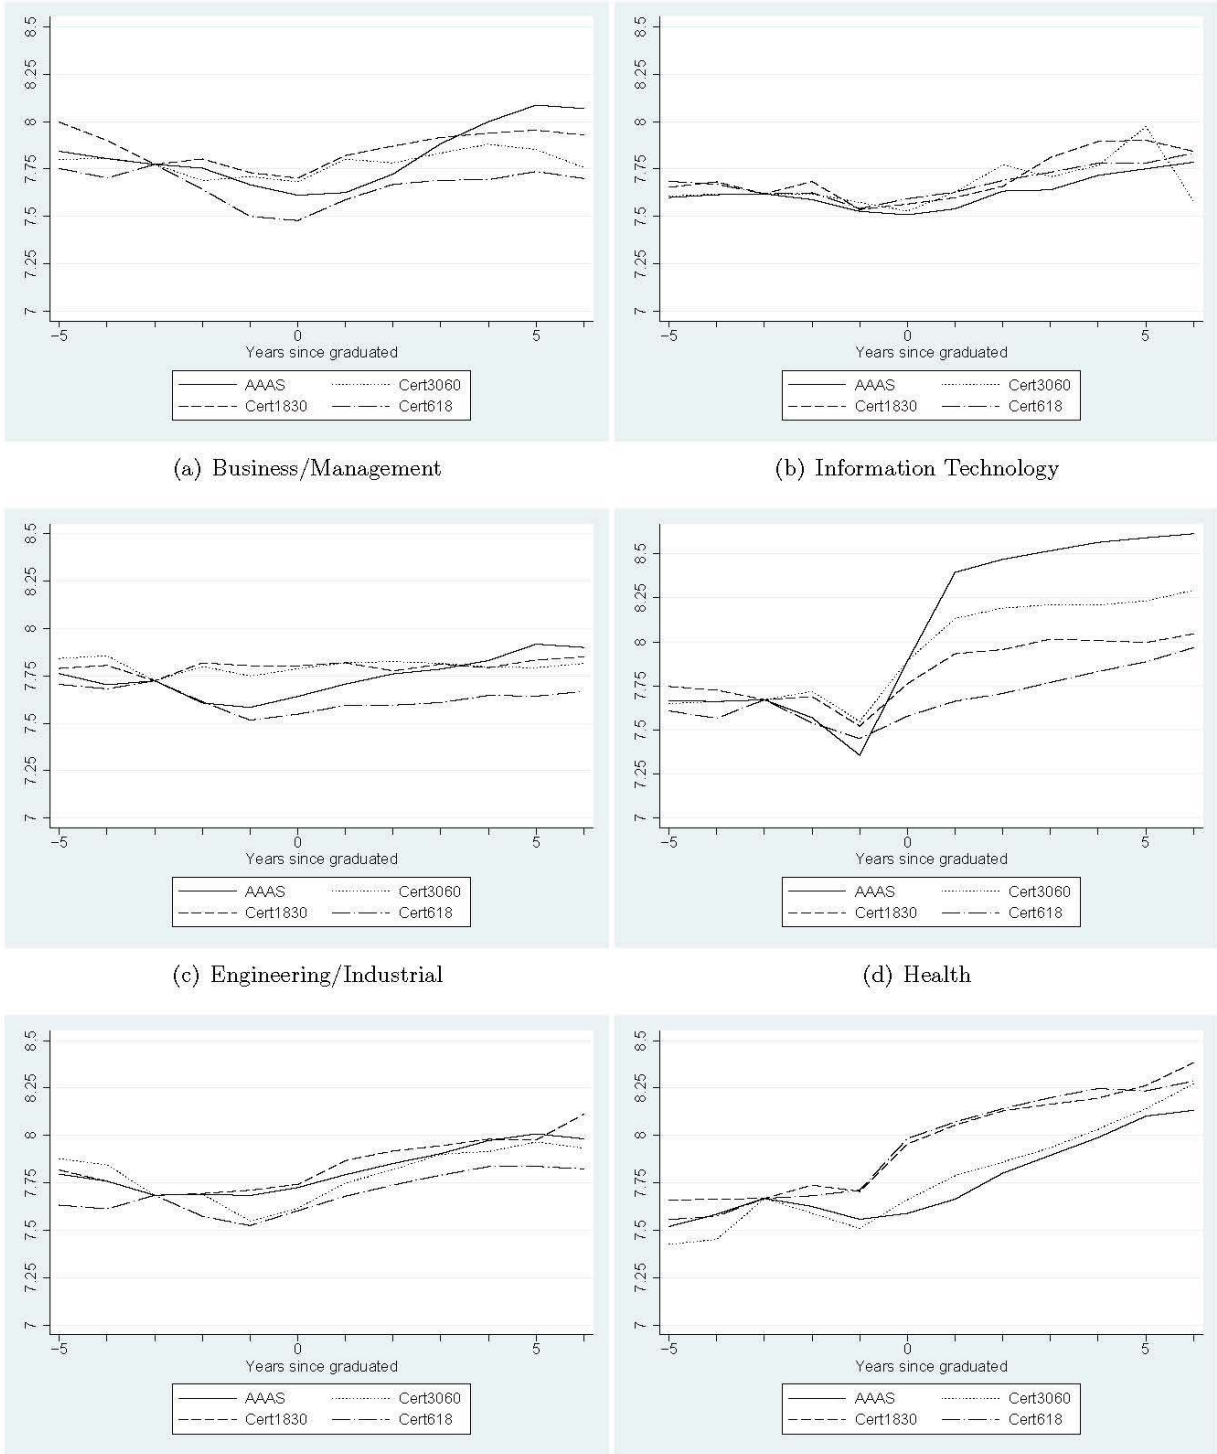 8.5 8.5
8.25 8.25
8 8
7.75 7.75
7.5 7.5
7.25 7.25
7 7
−5 0 5 −5 0 5
Years since graduated Years since graduated
AAAS Cert3060 AAAS Cert3060
Cert1830 Cert618 Cert1830 Cert618
(a) Business/Management (b) Information Technology
8.5 8.5
8.25 8.25
8 8
7.75 7.75
7.5 7.5
7.25 7.25
7 7
−5 0 5 −5 0 5
Years since graduated Years since graduated
AAAS Cert3060 AAAS Cert3060
Cert1830 Cert618 Cert1830 Cert618
(c) Engineering/Industrial (d) Health
8.5 8.5
8.25 8.25
8 8
7.75 7.75
7.5 7.5
7.25 7.25
7 7
−5 0 5 −5 0 5
Years since graduated Years since graduated
AAAS Cert3060 AAAS Cert3060
Cert1830 Cert618 Cert1830 Cert618